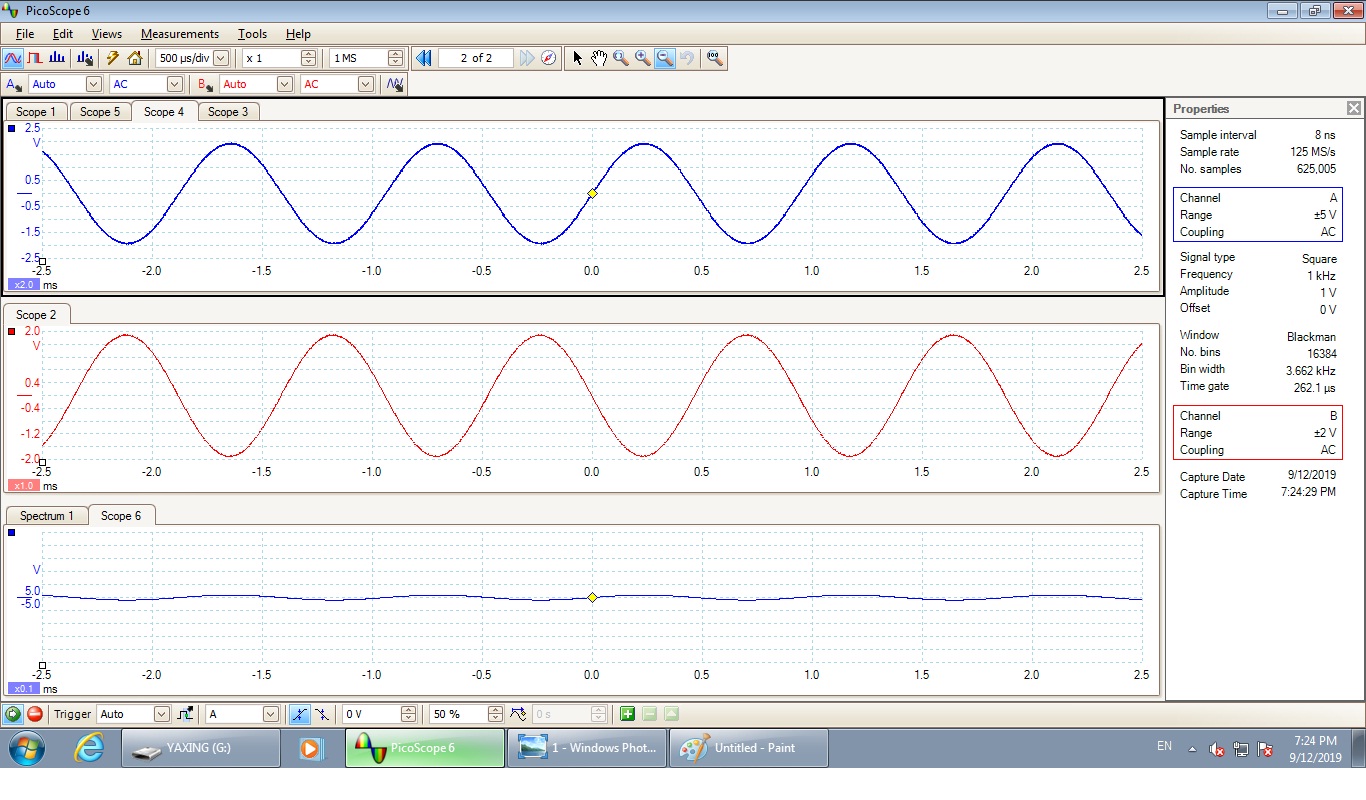 PicoScope 6
File Edit Views Measurements Tools Help
500 µs/div x 1 1 MS 2 of 2
A Auto AC B Auto AC
Scope 1 Scope 5 Scope 4 Scope 3
2.5
V
0.5
-0.5
-1.5
-2.5
-2.5 -2.0 -1.5 -1.0 -0.5 0.0 0.5 1.0 1.5 2.0 2.5
x2.0 ms
Scope 2
2.0
V
0.4
-0.4
-1.2
-2.0
-2.5 -2.0 -1.5 -1.0 -0.5 0.0 0.5 1.0 1.5 2.0 2.5
x1.0 ms
Spectrum 1 Scope 6
V
5.0
-5.0
-2.5 -2.0 -1.5 -1.0 -0.5 0.0 0.5 1.0 1.5 2.0 2.5
x0.1 ms
Properties
Sample interval 8 ns
Sample rate 125 MS/s
No. samples 625,005
Channel A
Range ±5 V
Coupling AC
Signal type Square
Frequency 1 kHz
Amplitude 1 V
Offset 0 V
Window Blackman
No. bins 16384
Bin width 3.662 kHz
Time gate 262.1 µs
Channel B
Range ±2 V
Coupling AC
Capture Date 9/12/2019
Capture Time 7:24:29 PM
Trigger Auto A 0 V 50 % 0 s
YAXING (G:) PicoScope 6 1 - Windows Phot... Untitled - Paint EN 7:24 PM
9/12/2019